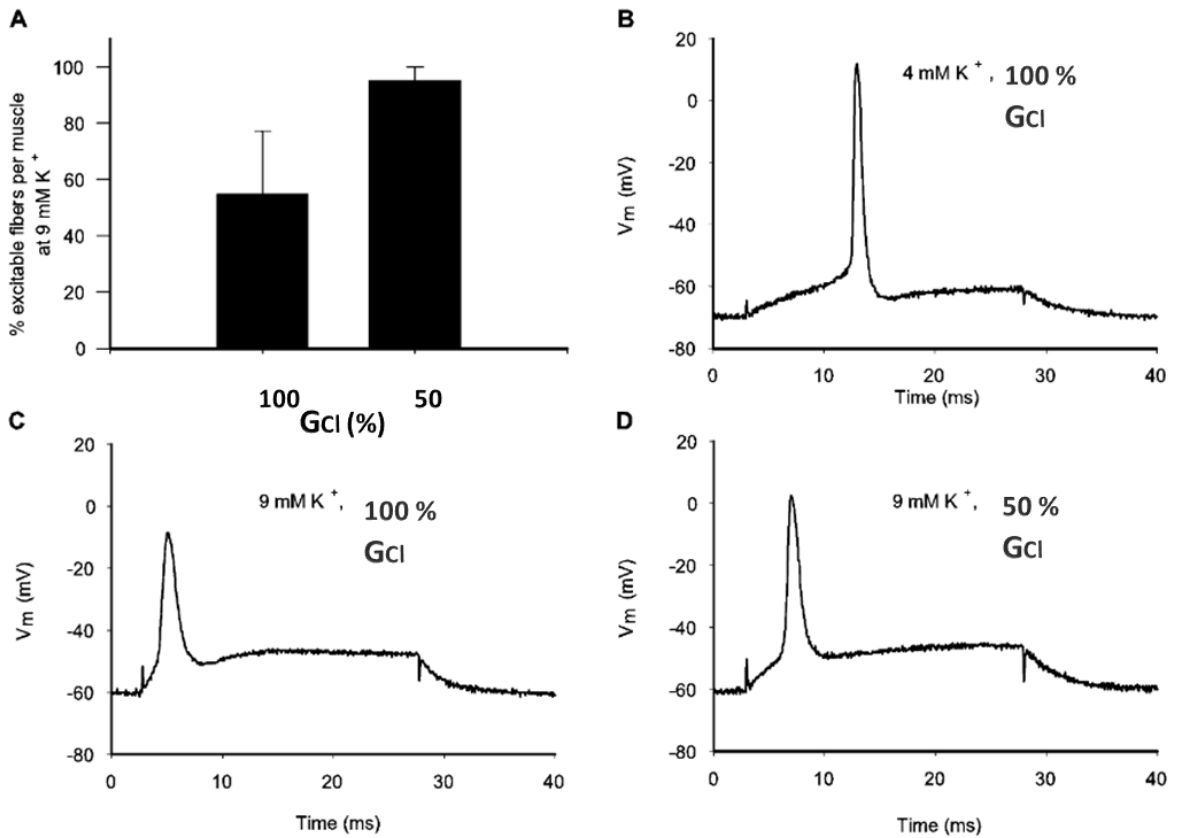 A
% excitable fibers per muscle
at 9 mM K +
100
80
60
40
20
0
100
50
GCl (%)
B
20
0
-20
-40
-60
-80
Vm (mV)
4 mM K +, 100 %
GCl
0 10 20 30 40
Time (ms)
C
20
0
-20
-40
-60
-80
Vm (mV)
9 mM K +, 100 %
GCl
0 10 20 30 40
Time (ms)
D
20
0
-20
-40
-60
-80
Vm (mV)
9 mM K +, 50 %
GCl
0 10 20 30 40
Time (ms)